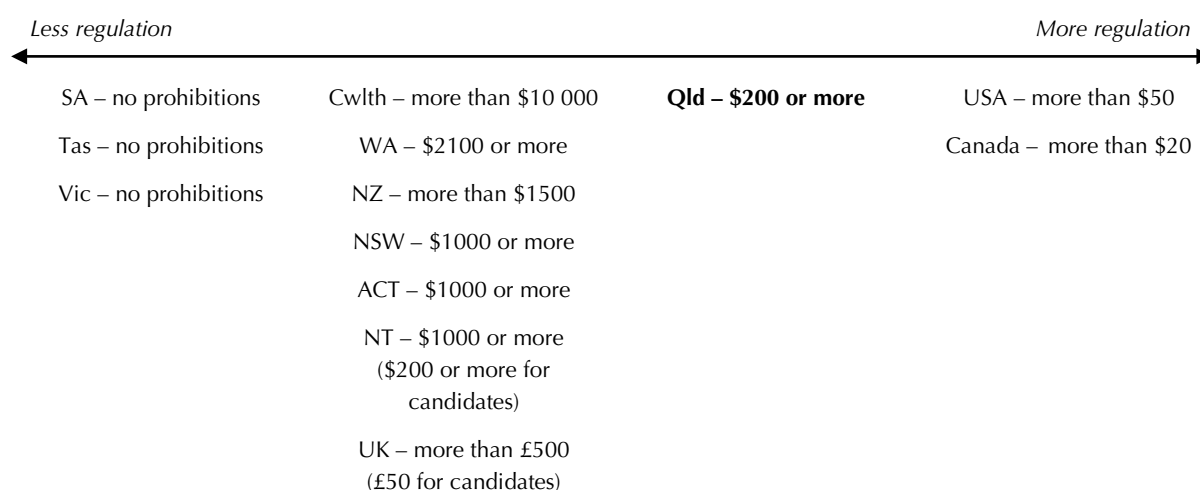 Less regulation
More regulation
SA – no prohibitions
Tas – no prohibitions
Vic – no prohibitions
Cwlth – more than $10 000
WA – $2100 or more
NZ – more than $1500
NSW – $1000 or more
ACT – $1000 or more
NT – $1000 or more
($200 or more for
candidates)
UK – more than £500
(£50 for candidates)
Qld – $200 or more
USA – more than $50
Canada – more than $20